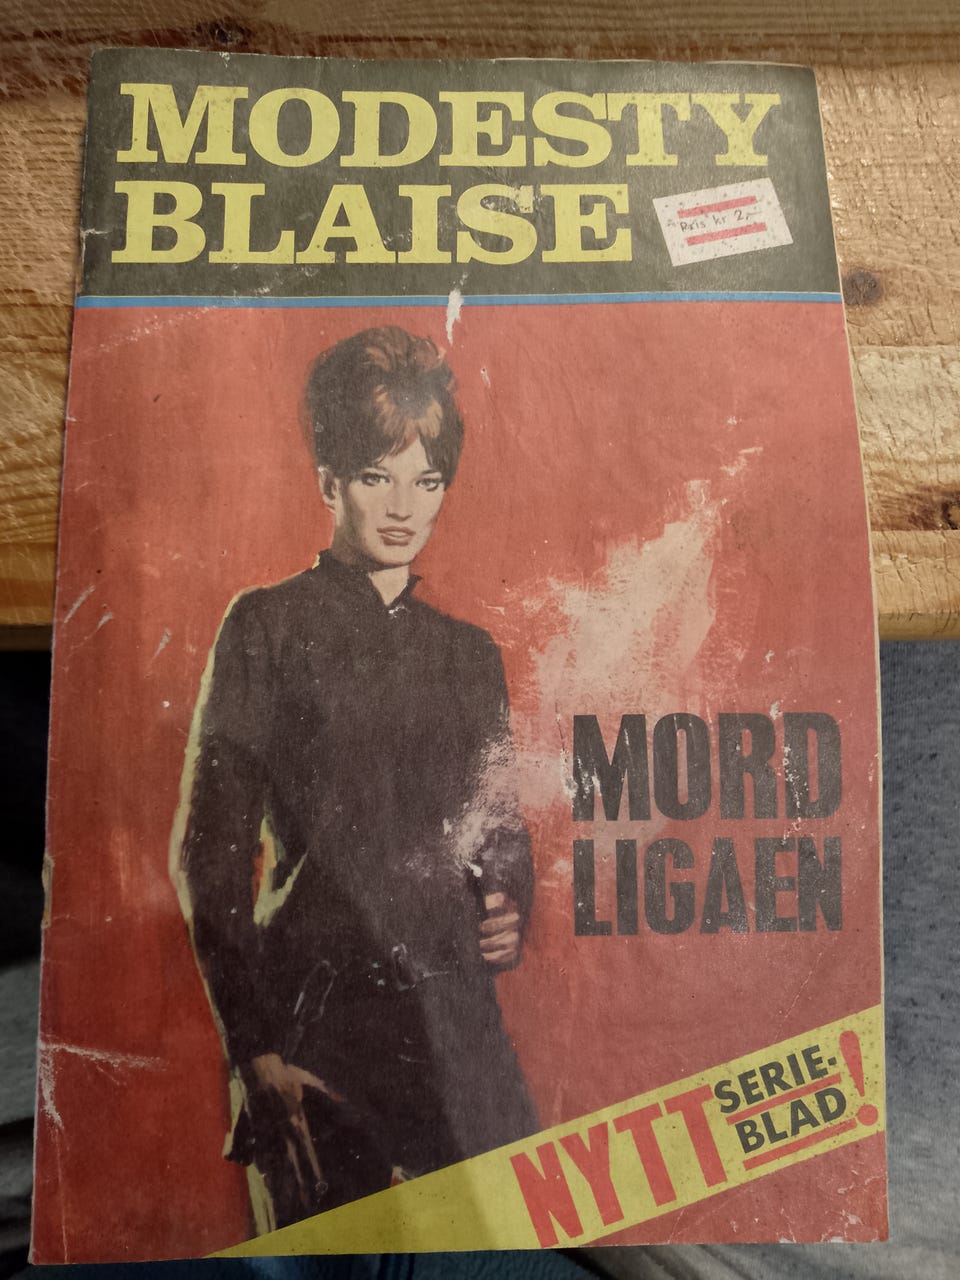 MODESTY
BLAISE
Pris kr 2,-
MORD
LIGAEN
NYTT SERIE-
BLAD!